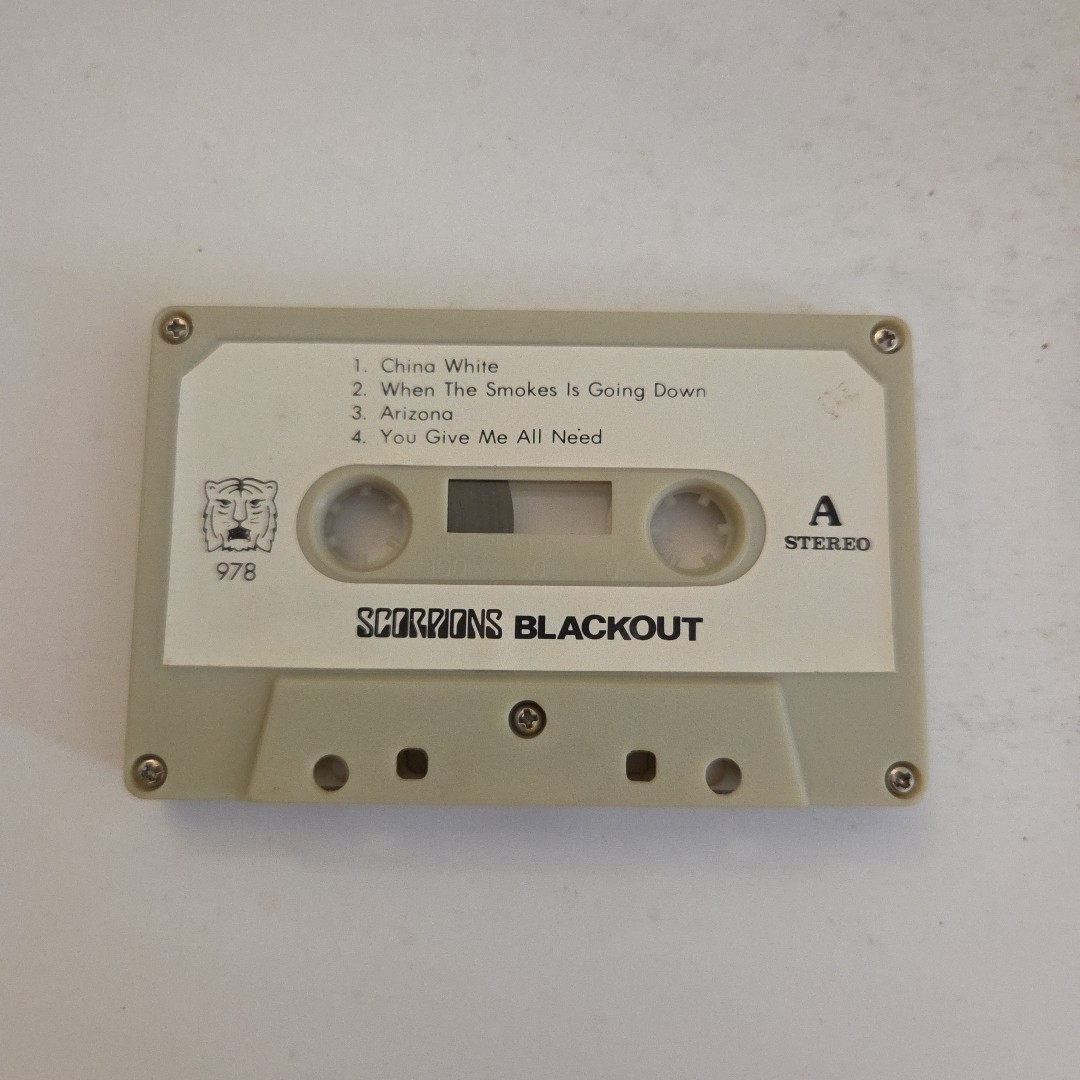 1. China White
2. When The Smokes Is Going Down
3. Arizona
4. You Give Me All Need
978
A
STEREO
SCORPIONS BLACKOUT